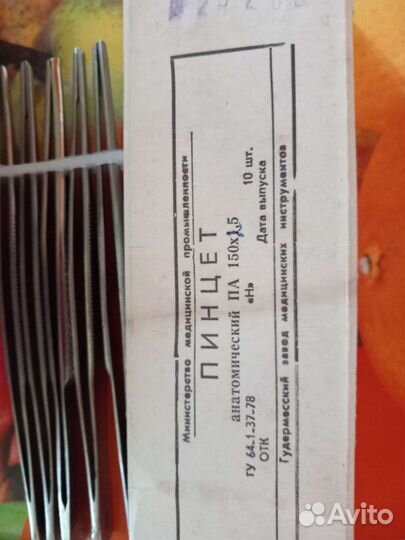 Министерство медицинской промышленности
ПИНЦЕТ
анатомический ПА 150x1,5
«Н» 10 шт.
ТУ 64-1-37-78
ОТК Дата выпуска
Гудермесский завод медицинских инструментов
Avito